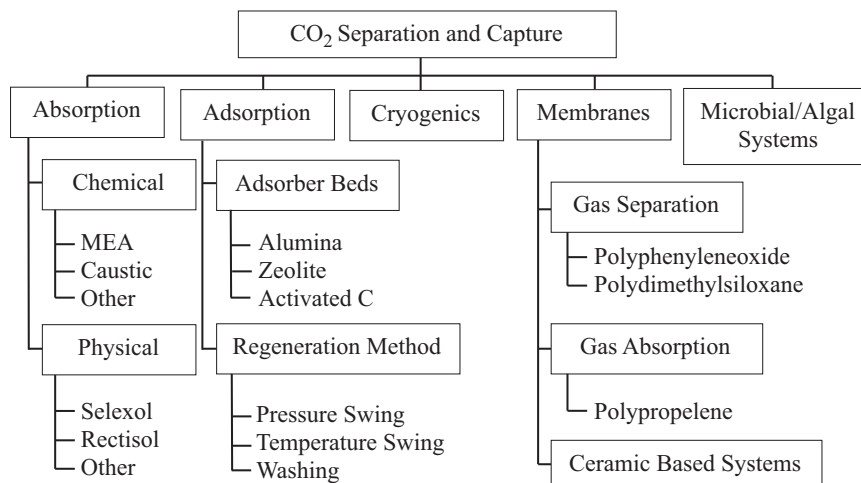 CO₂ Separation and Capture
Absorption
Adsorption
Cryogenics
Membranes
Microbial/Algal
Systems
Chemical
MEA
Caustic
Other
Physical
Selexol
Rectisol
Other
Adsorber Beds
Alumina
Zeolite
Activated C
Regeneration Method
Pressure Swing
Temperature Swing
Washing
Gas Separation
Polyphenyleneoxide
Polydimethylsiloxane
Gas Absorption
Polypropelene
Ceramic Based Systems